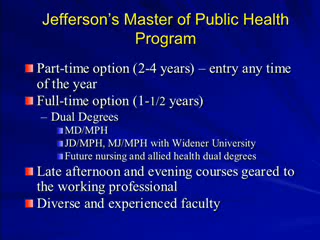 Jefferson's Master of Public Health
Program
Part-time option (2-4 years) – entry any time
of the year
Full-time option (1-1/2 years)
– Dual Degrees
MD/MPH
JD/MPH, MJ/MPH with Widener University
Future nursing and allied health dual degrees
Late afternoon and evening courses geared to
the working professional
Diverse and experienced faculty